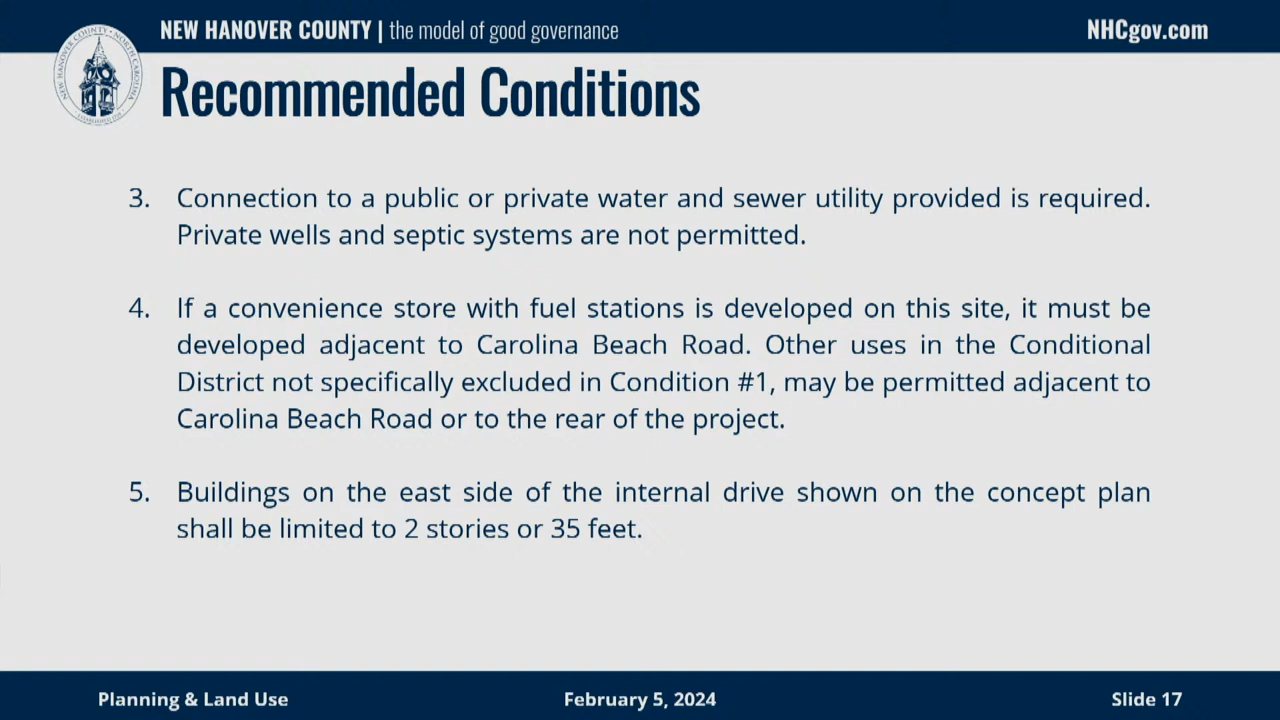 NEW HANOVER COUNTY | the model of good governance
NHCgov.com
NEW HANOVER COUNTY · NORTH CAROLINA
Recommended Conditions
3. Connection to a public or private water and sewer utility provided is required.
Private wells and septic systems are not permitted.
4. If a convenience store with fuel stations is developed on this site, it must be
developed adjacent to Carolina Beach Road. Other uses in the Conditional
District not specifically excluded in Condition #1, may be permitted adjacent to
Carolina Beach Road or to the rear of the project.
5. Buildings on the east side of the internal drive shown on the concept plan
shall be limited to 2 stories or 35 feet.
Planning & Land Use
February 5, 2024
Slide 17